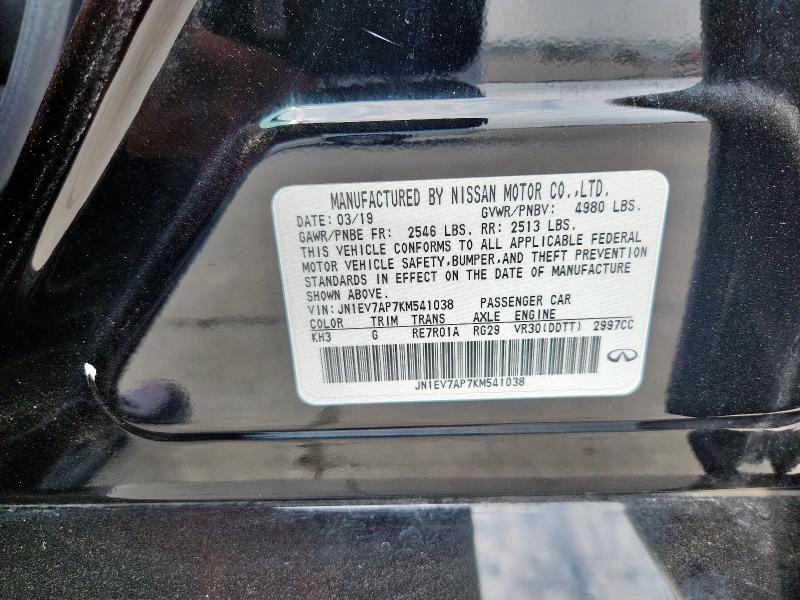 MANUFACTURED BY NISSAN MOTOR CO.,LTD.
DATE: 03/19 GVWR/PNBV: 4980 LBS.
GAWR/PNBE FR: 2546 LBS. RR: 2513 LBS.
THIS VEHICLE CONFORMS TO ALL APPLICABLE FEDERAL
MOTOR VEHICLE SAFETY,BUMPER,AND THEFT PREVENTION
STANDARDS IN EFFECT ON THE DATE OF MANUFACTURE
SHOWN ABOVE.
VIN: JN1EV7AP7KM541038 PASSENGER CAR
COLOR TRIM TRANS AXLE ENGINE
KH3 G RE7R01A RG29 VR30(DDTT) 2997CC
JN1EV7AP7KM541038